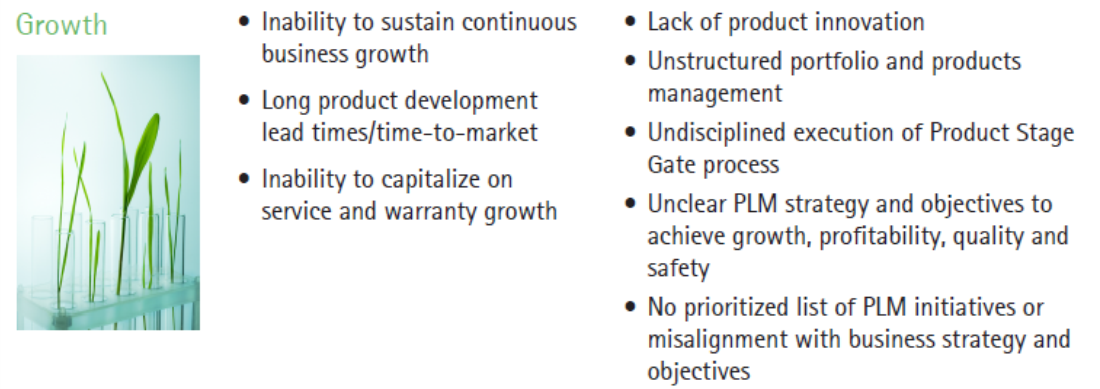 Growth
• Inability to sustain continuous
business growth
• Long product development
lead times/time-to-market
• Inability to capitalize on
service and warranty growth
• Lack of product innovation
• Unstructured portfolio and products
management
• Undisciplined execution of Product Stage
Gate process
• Unclear PLM strategy and objectives to
achieve growth, profitability, quality and
safety
• No prioritized list of PLM initiatives or
misalignment with business strategy and
objectives